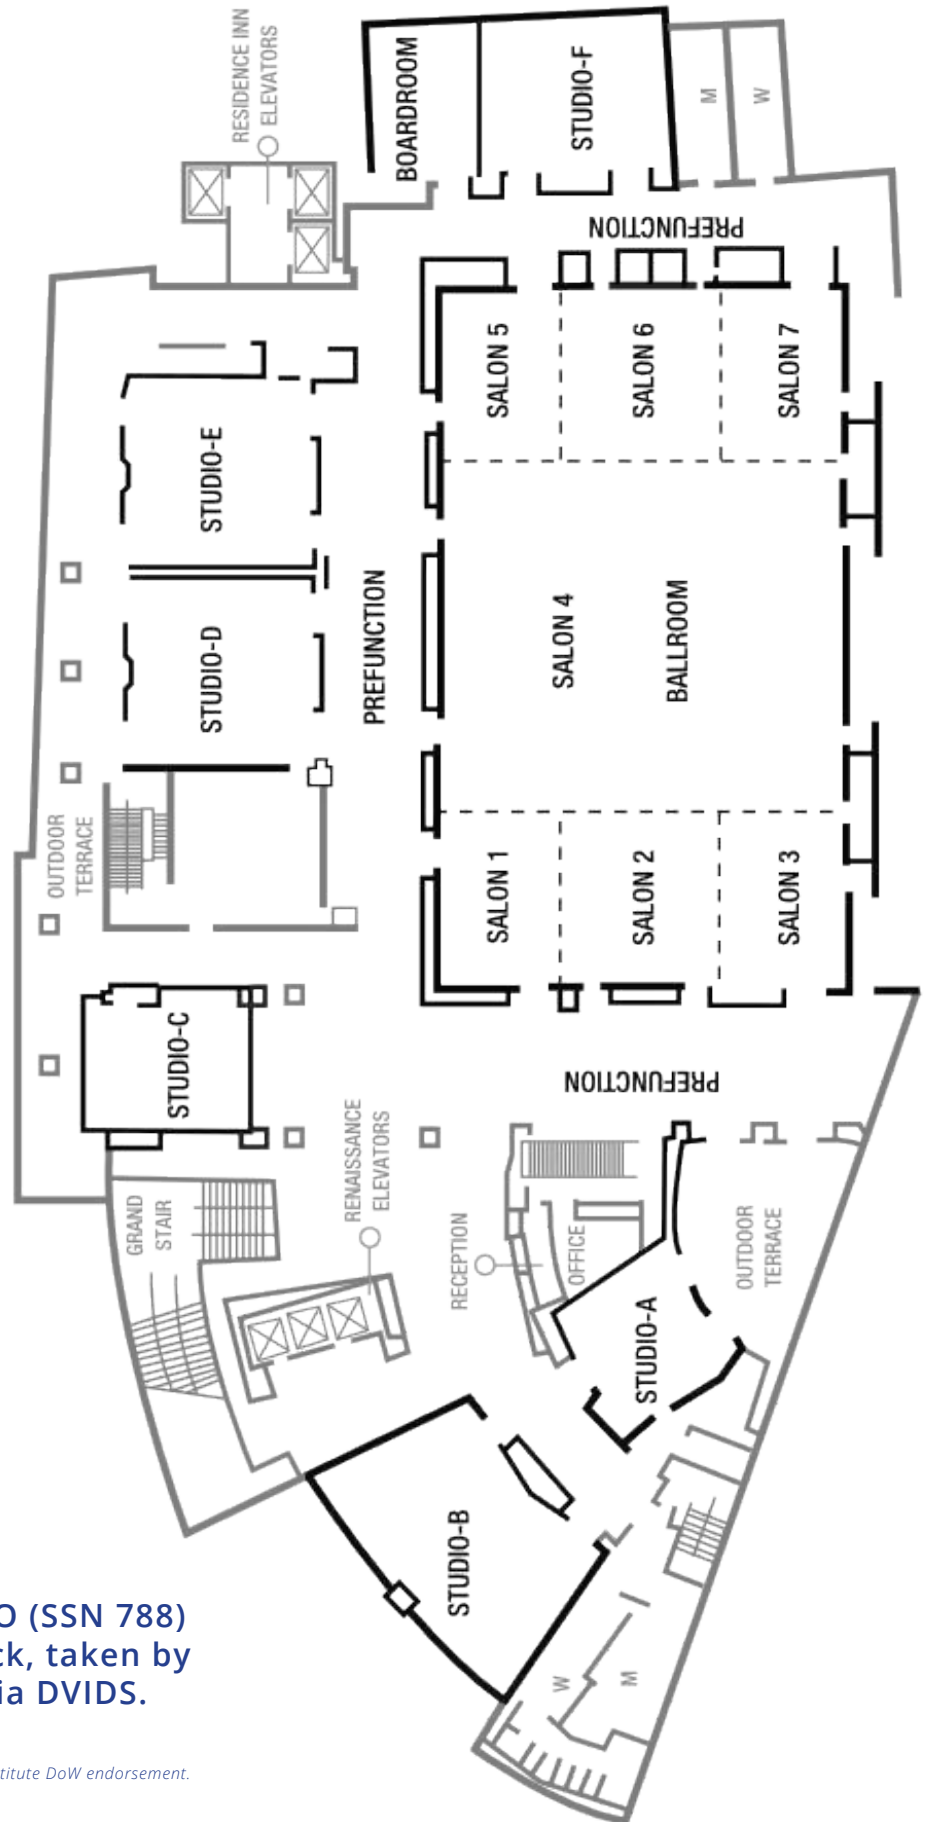 RESIDENCE INN
ELEVATORS
BOARDROOM
STUDIO-F
M
W
PREFUNCTION
SALON 5
SALON 6
SALON 7
STUDIO-E
STUDIO-D
PREFUNCTION
SALON 4
BALLROOM
OUTDOOR
TERRACE
SALON 1
SALON 2
SALON 3
STUDIO-C
PREFUNCTION
GRAND
STAIR
RENAISSANCE
ELEVATORS
RECEPTION
OFFICE
OUTDOOR
TERRACE
STUDIO-A
STUDIO-B
W
M
O (SSN 788)
ck, taken by
ia DVIDS.
titute DoW endorsement.